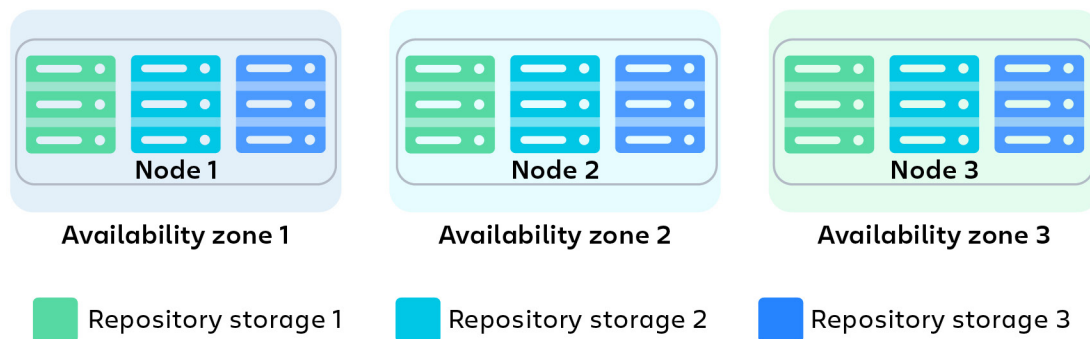 Node 1
Node 2
Node 3
Availability zone 1
Availability zone 2
Availability zone 3
Repository storage 1
Repository storage 2
Repository storage 3